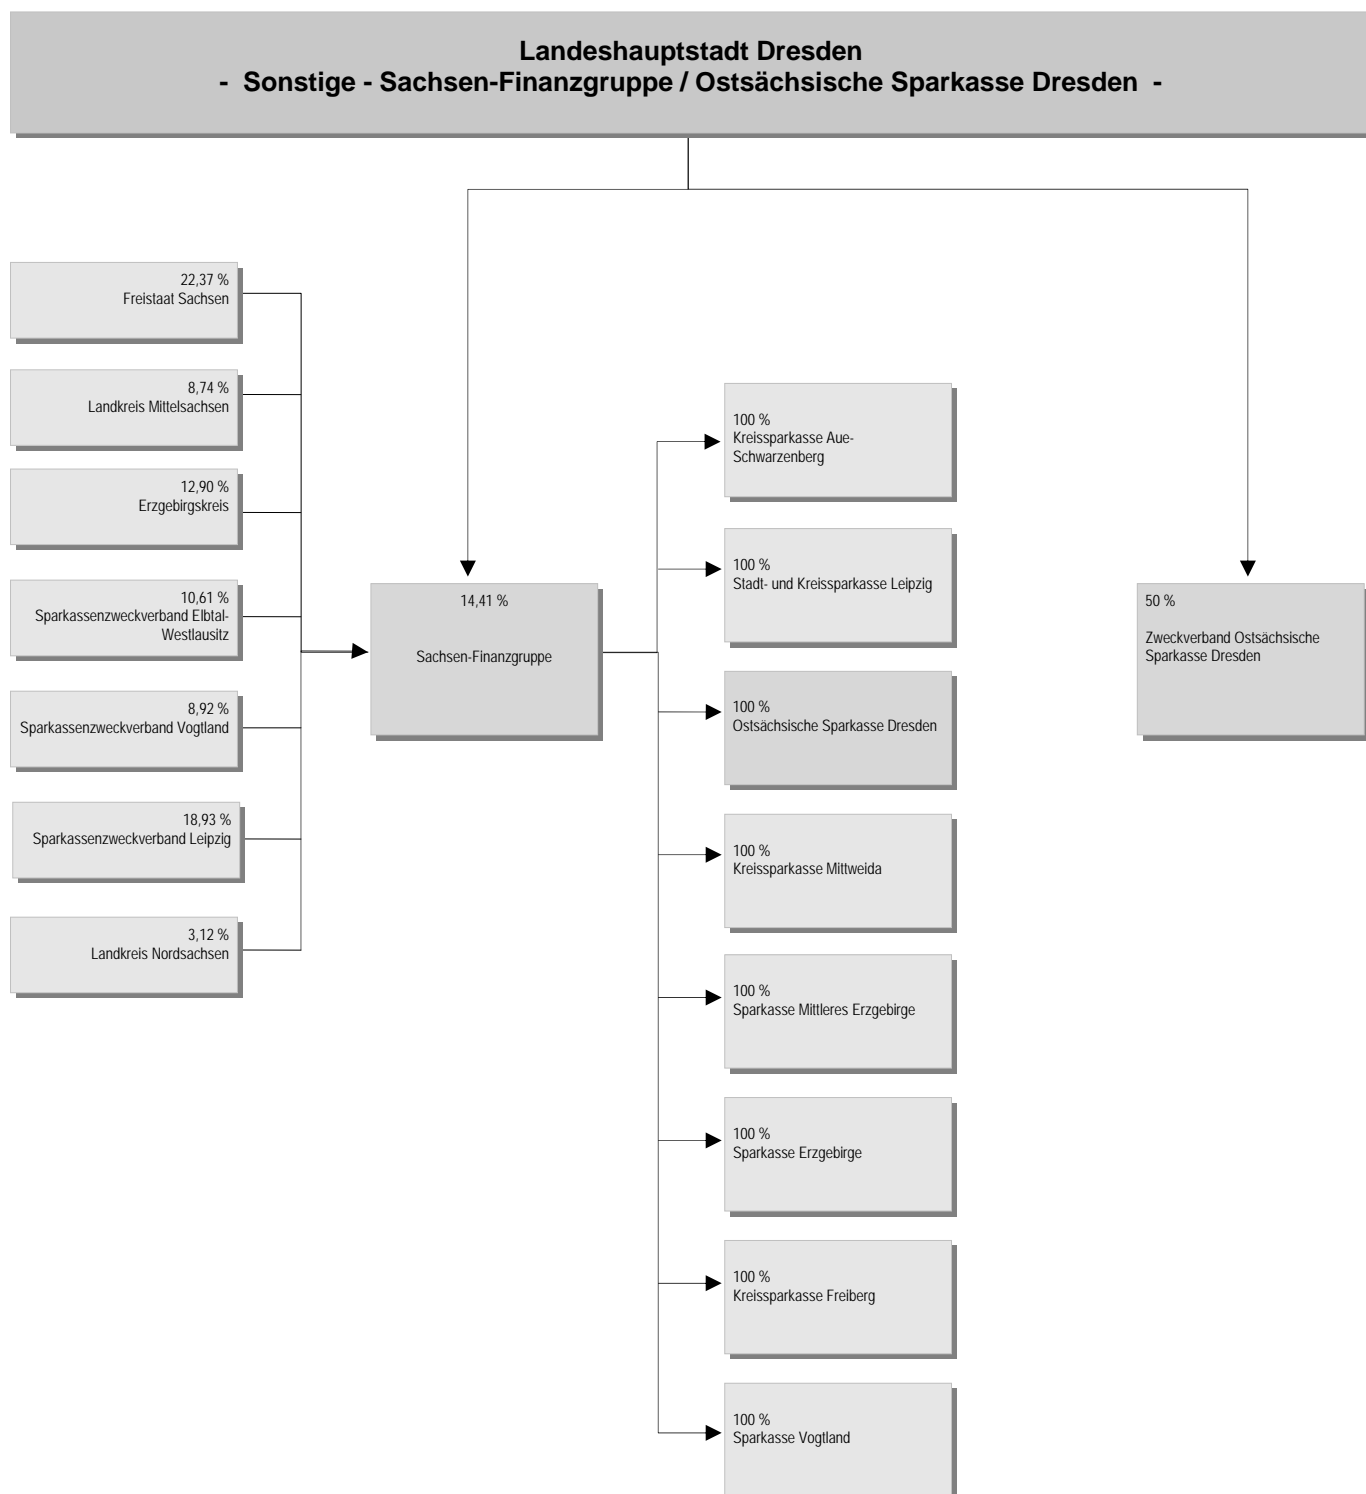 Landeshauptstadt Dresden
- Sonstige - Sachsen-Finanzgruppe / Ostsächsische Sparkasse Dresden -
22,37 %
Freistaat Sachsen
8,74 %
Landkreis Mittelsachsen
12,90 %
Erzgebirgskreis
10,61 %
Sparkassenzweckverband Elbtal-
Westlausitz
8,92 %
Sparkassenzweckverband Vogtland
18,93 %
Sparkassenzweckverband Leipzig
3,12 %
Landkreis Nordsachsen
14,41 %
Sachsen-Finanzgruppe
100 %
Kreissparkasse Aue-
Schwarzenberg
100 %
Stadt- und Kreissparkasse Leipzig
100 %
Ostsächsische Sparkasse Dresden
100 %
Kreissparkasse Mittweida
100 %
Sparkasse Mittleres Erzgebirge
100 %
Sparkasse Erzgebirge
100 %
Kreissparkasse Freiberg
100 %
Sparkasse Vogtland
50 %
Zweckverband Ostsächsische
Sparkasse Dresden